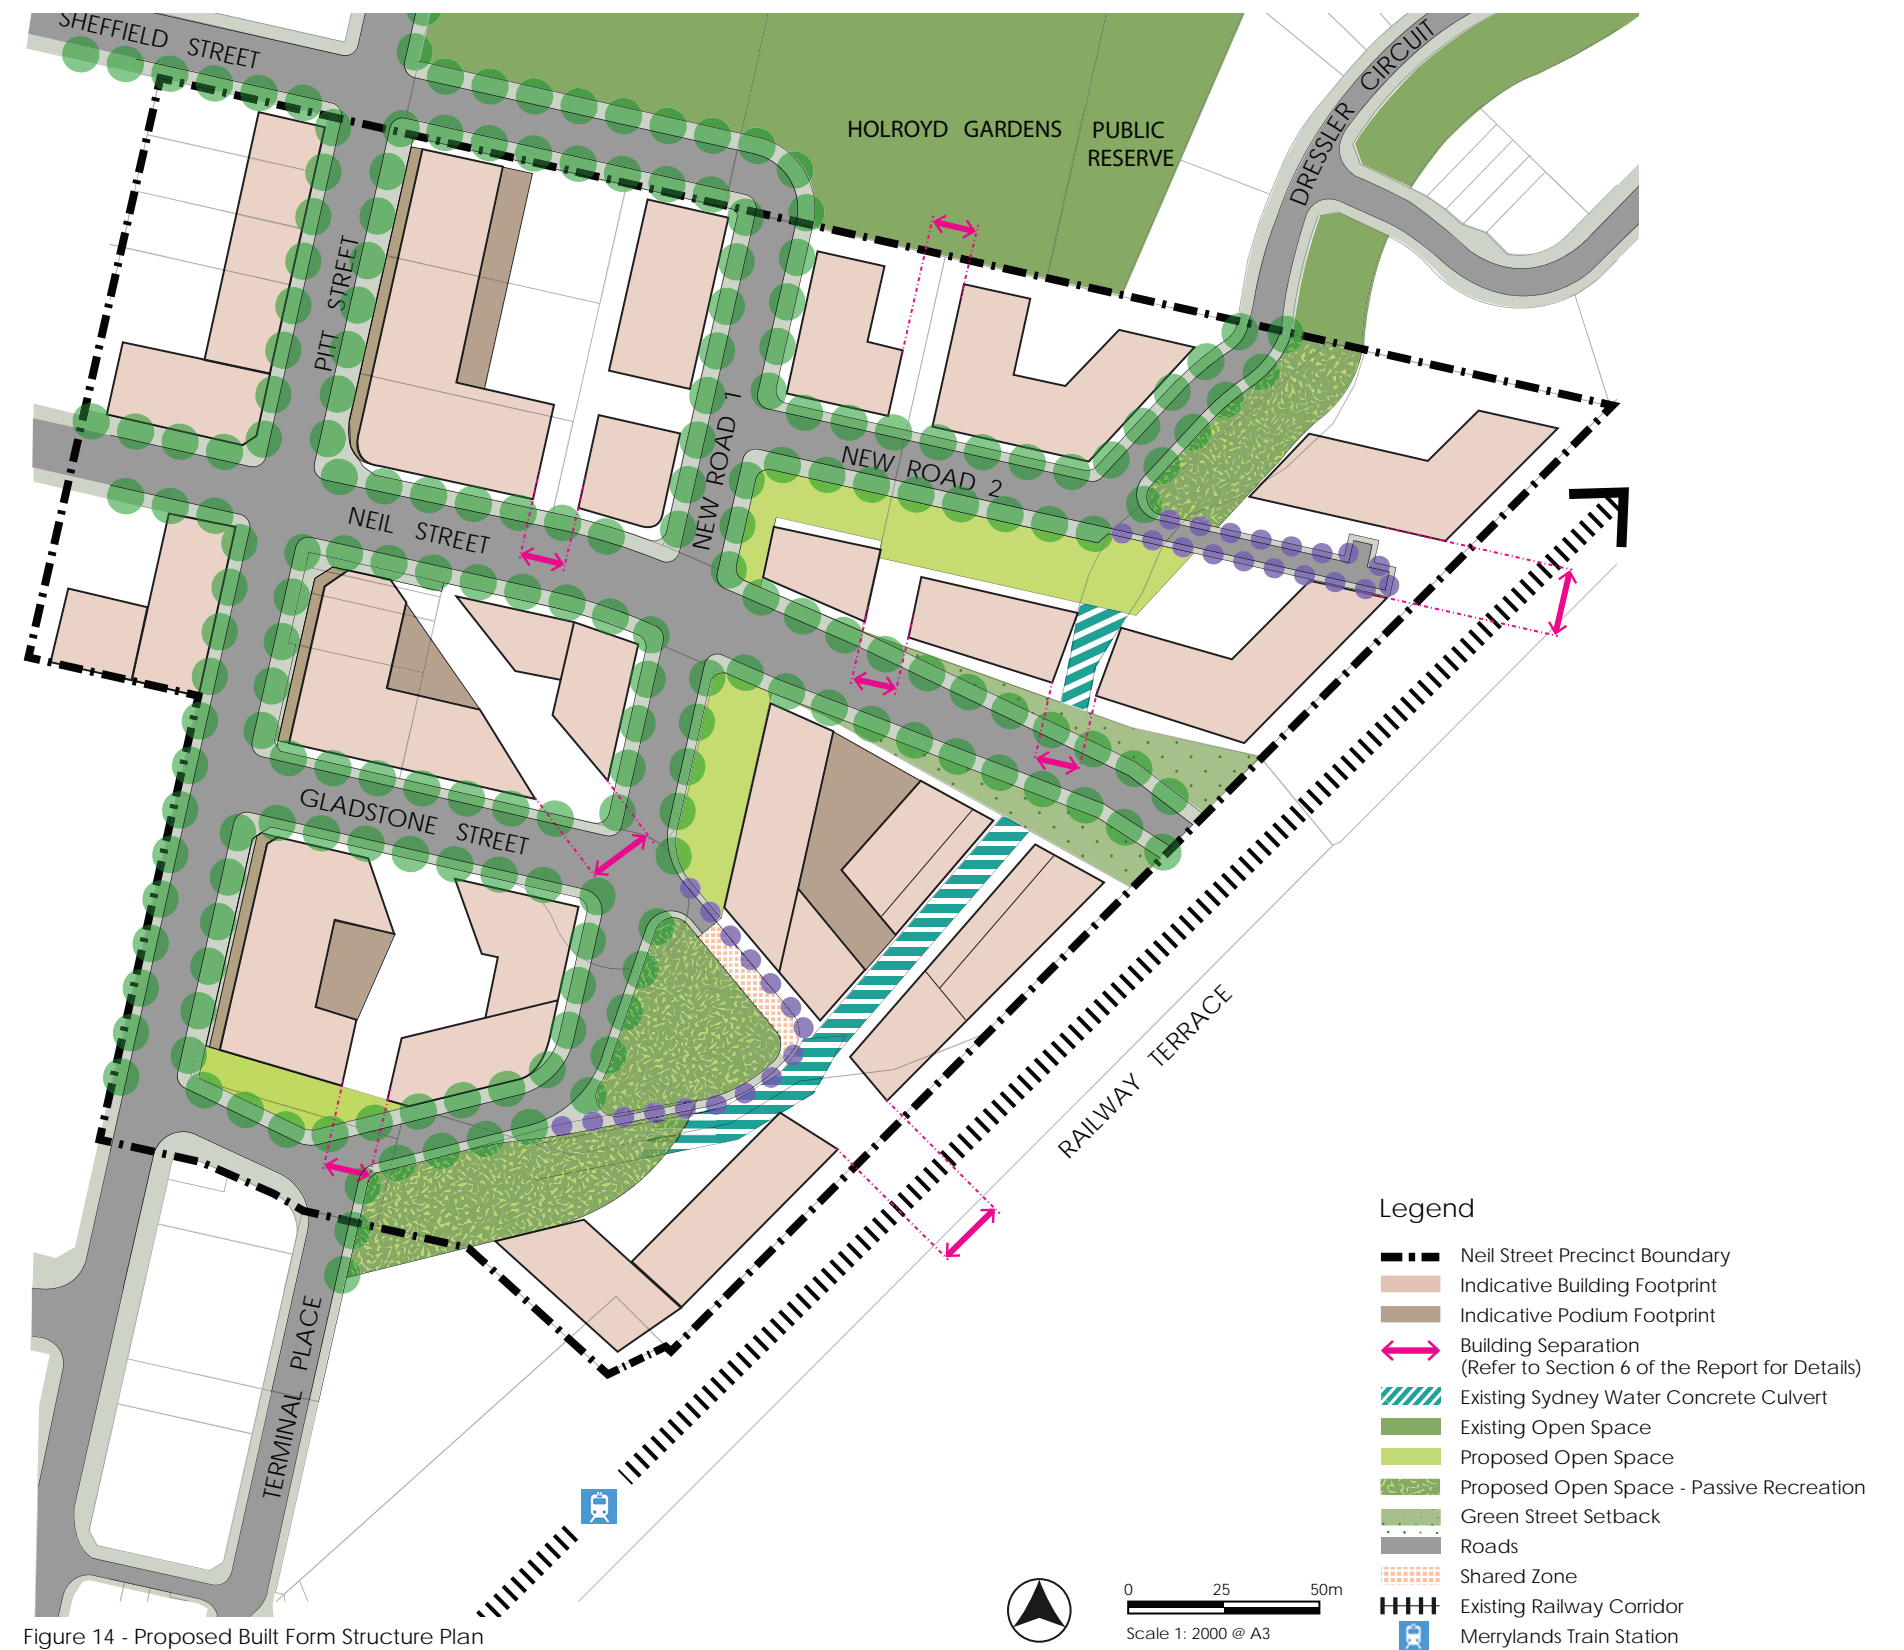 SHEFFIELD STREET
DRESSLER CIRCUIT
HOLROYD GARDENS PUBLIC
RESERVE
PITT STREET
NEW ROAD 1
NEW ROAD 2
NEIL STREET
GLADSTONE STREET
RAILWAY TERRACE
TERMINAL PLACE
Legend
Neil Street Precinct Boundary
Indicative Building Footprint
Indicative Podium Footprint
Building Separation
(Refer to Section 6 of the Report for Details)
Existing Sydney Water Concrete Culvert
Existing Open Space
Proposed Open Space
Proposed Open Space - Passive Recreation
Green Street Setback
Roads
Shared Zone
Existing Railway Corridor
Merrylands Train Station
0 25 50m
Scale 1: 2000 @ A3
Figure 14 - Proposed Built Form Structure Plan